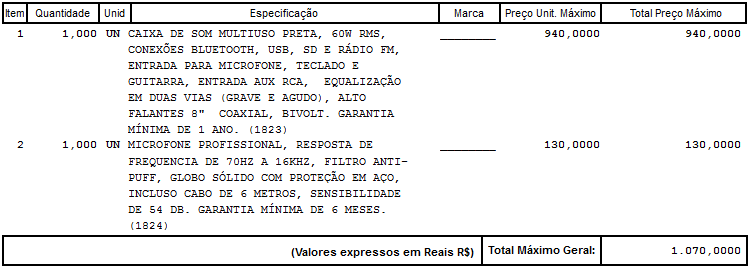 Item Quantidade Unid Especificação Marca Preço Unit. Máximo Total Preço Máximo
1 1,000 UN CAIXA DE SOM MULTIUSO PRETA, 60W RMS, ________ 940,0000 940,0000
CONEXÕES BLUETOOTH, USB, SD E RÁDIO FM,
ENTRADA PARA MICROFONE, TECLADO E
GUITARRA, ENTRADA AUX RCA, EQUALIZAÇÃO
EM DUAS VIAS (GRAVE E AGUDO), ALTO
FALANTES 8" COAXIAL, BIVOLT. GARANTIA
MÍNIMA DE 1 ANO. (1823)
2 1,000 UN MICROFONE PROFISSIONAL, RESPOSTA DE ________ 130,0000 130,0000
FREQUENCIA DE 70HZ A 16KHZ, FILTRO ANTI-
PUFF, GLOBO SÓLIDO COM PROTEÇÃO EM AÇO,
INCLUSO CABO DE 6 METROS, SENSIBILIDADE
DE 54 DB. GARANTIA MÍNIMA DE 6 MESES.
(1824)
(Valores expressos em Reais R$) Total Máximo Geral: 1.070,0000